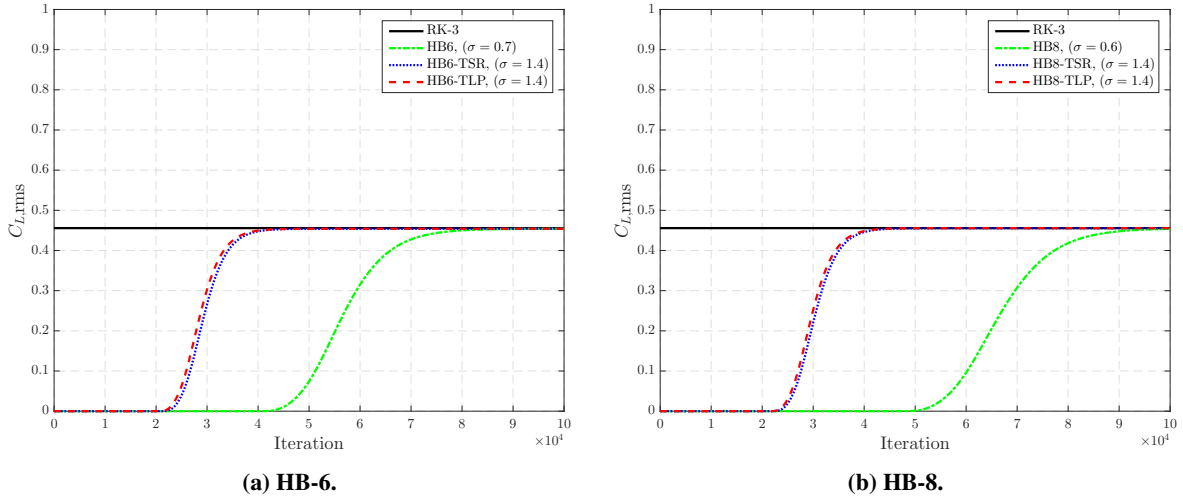 1
0.9
0.8
0.7
0.6
0.5
0.4
0.3
0.2
0.1
0
C_L,rms
RK-3
HB6, (σ = 0.7)
HB6-TSR, (σ = 1.4)
HB6-TLP, (σ = 1.4)
0 1 2 3 4 5 6 7 8 9 10
×10^4
Iteration
(a) HB-6.
1
0.9
0.8
0.7
0.6
0.5
0.4
0.3
0.2
0.1
0
C_L,rms
RK-3
HB8, (σ = 0.6)
HB8-TSR, (σ = 1.4)
HB8-TLP, (σ = 1.4)
0 1 2 3 4 5 6 7 8 9 10
×10^4
Iteration
(b) HB-8.